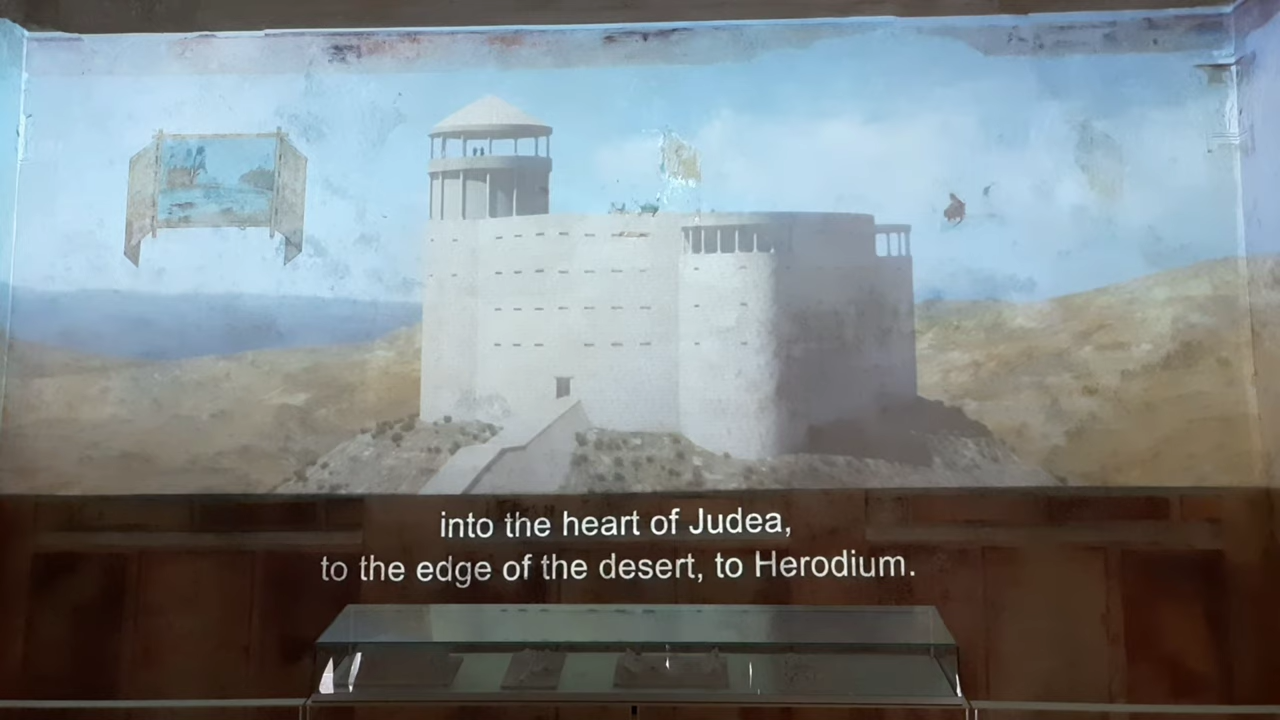 into the heart of Judea,
to the edge of the desert, to Herodium.